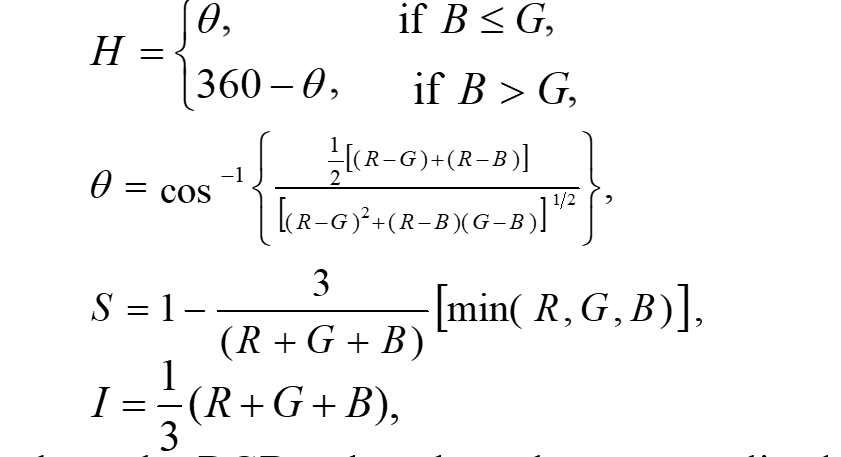 H = { θ, if B ≤ G,
360 − θ, if B > G,
θ = cos⁻¹ { ½[(R−G)+(R−B)] / [(R−G)²+(R−B)(G−B)]^1/2 },
S = 1 − 3/(R + G + B) [min( R, G, B)],
I = 1/3 (R + G + B),